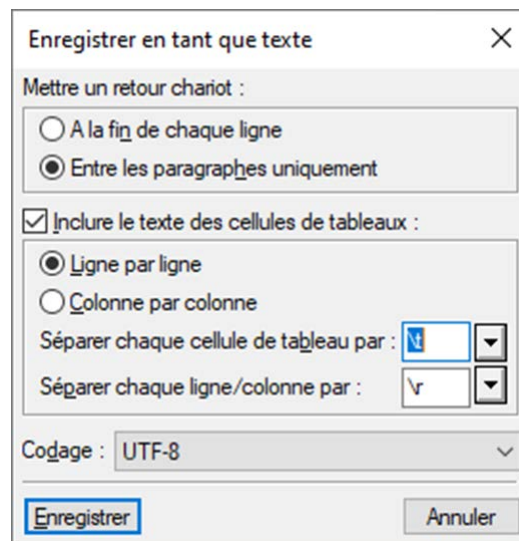 Enregistrer en tant que texte
Mettre un retour chariot :
A la fin de chaque ligne
Entre les paragraphes uniquement
Inclure le texte des cellules de tableaux :
Ligne par ligne
Colonne par colonne
Séparer chaque cellule de tableau par : \t
Séparer chaque ligne/colonne par : \r
Codage : UTF-8
Enregistrer Annuler